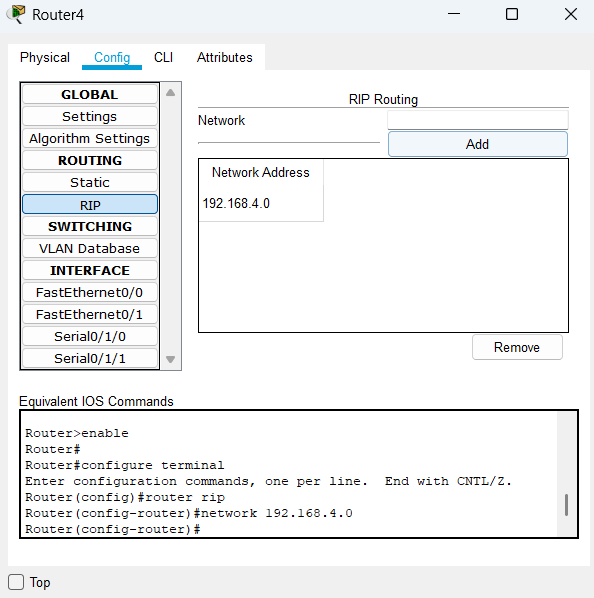 Router4
Physical Config CLI Attributes
GLOBAL
Settings
Algorithm Settings
ROUTING
Static
RIP
SWITCHING
VLAN Database
INTERFACE
FastEthernet0/0
FastEthernet0/1
Serial0/1/0
Serial0/1/1
RIP Routing
Network
Add
Network Address
192.168.4.0
Remove
Equivalent IOS Commands
Router>enable
Router#
Router#configure terminal
Enter configuration commands, one per line.  End with CNTL/Z.
Router(config)#router rip
Router(config-router)#network 192.168.4.0
Router(config-router)#
Top